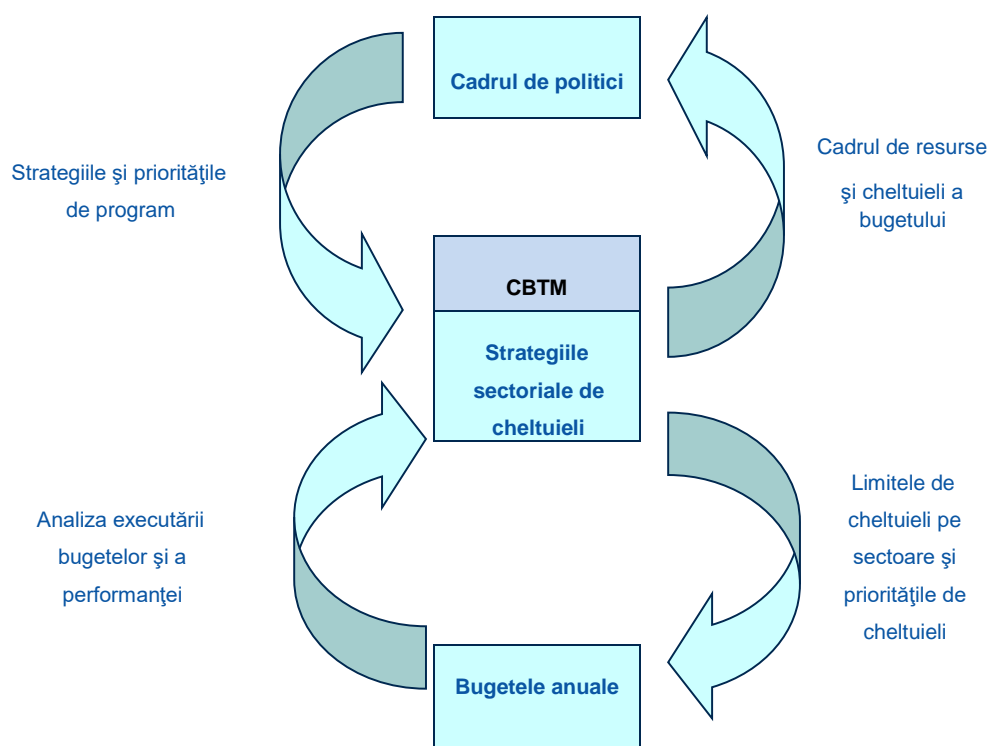 Cadrul de politici
Strategiile şi priorităţile
de program
Cadrul de resurse
şi cheltuieli a
bugetului
CBTM
Strategiile
sectoriale de
cheltuieli
Analiza executării
bugetelor şi a
performanţei
Limitele de
cheltuieli pe
sectoare şi
priorităţile de
cheltuieli
Bugetele anuale